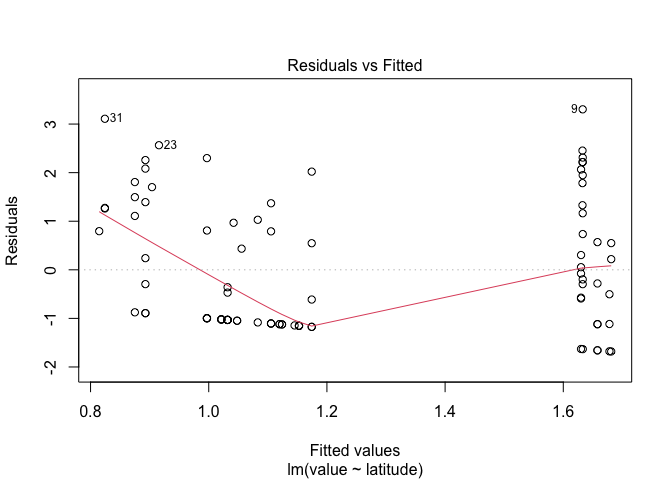 Residuals vs Fitted
Residuals
3
2
1
0
-1
-2
31
23
9
0.8 1.0 1.2 1.4 1.6
Fitted values
lm(value ~ latitude)